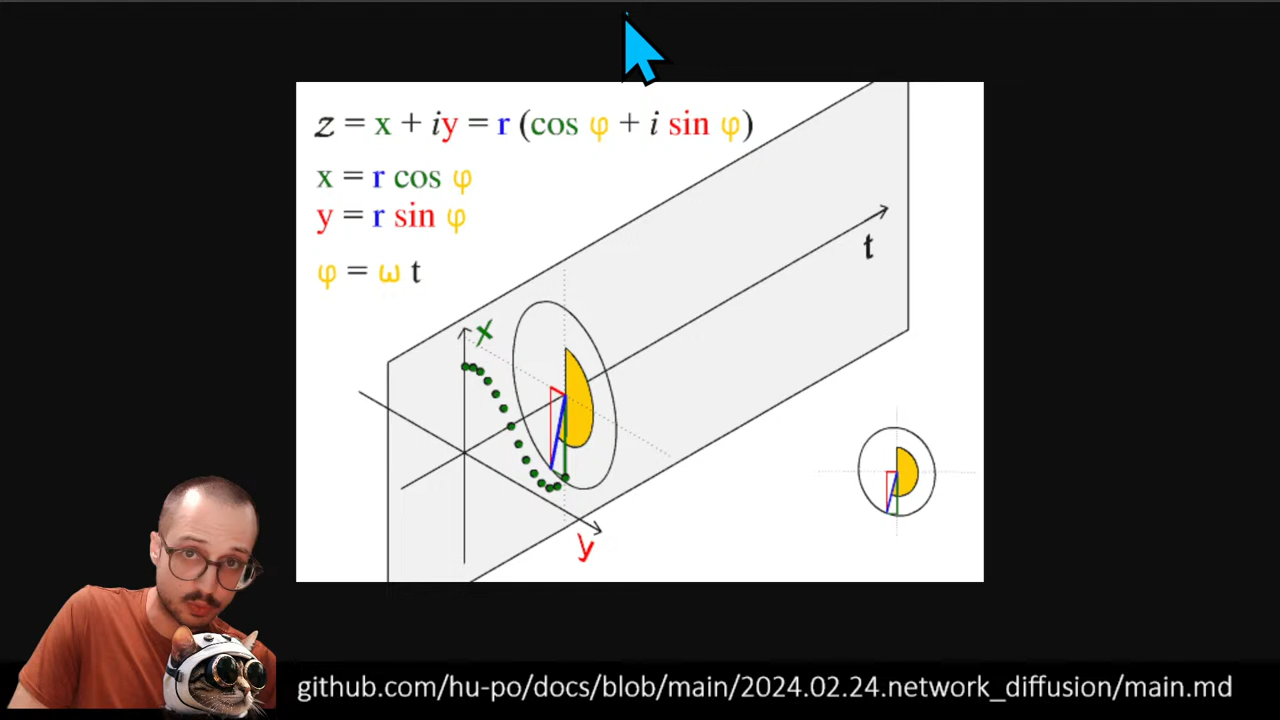 z = x + iy = r (cos φ + i sin φ)
x = r cos φ
y = r sin φ
φ = ω t
t
x
y
github.com/hu-po/docs/blob/main/2024.02.24.network_diffusion/main.md